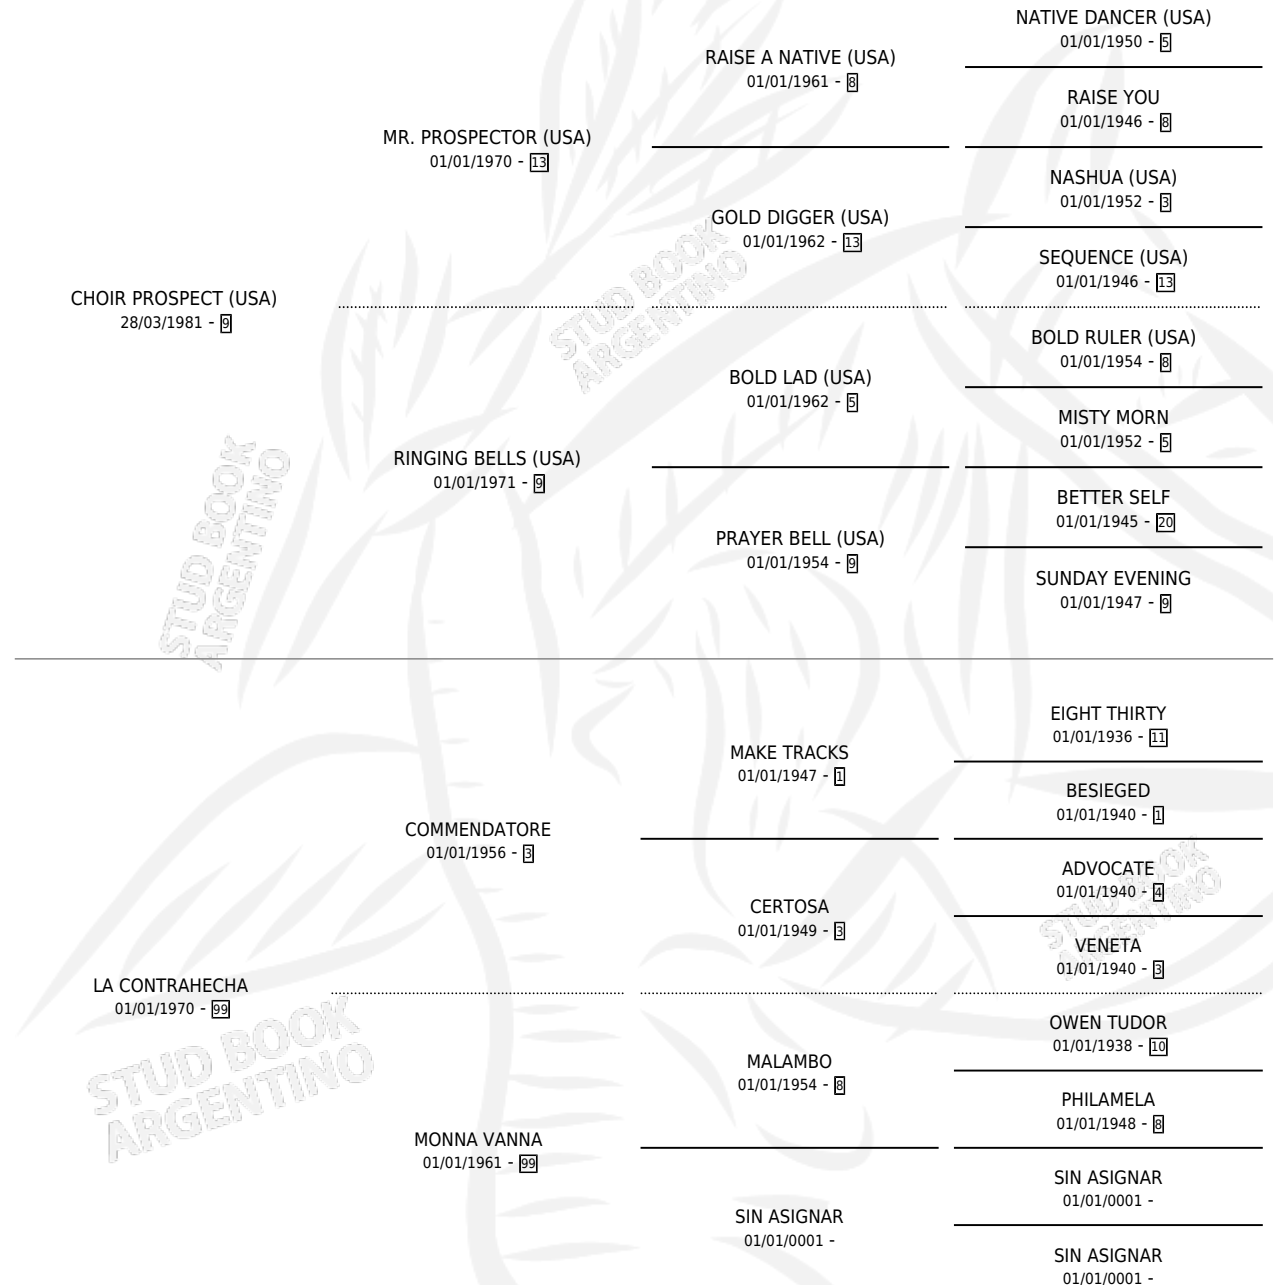 NATIVE DANCER (USA)
01/01/1950 - 5
RAISE A NATIVE (USA)
01/01/1961 - 8
RAISE YOU
01/01/1946 - 8
MR. PROSPECTOR (USA)
01/01/1970 - 13
NASHUA (USA)
01/01/1952 - 3
GOLD DIGGER (USA)
01/01/1962 - 13
SEQUENCE (USA)
01/01/1946 - 13
CHOIR PROSPECT (USA)
28/03/1981 - 9
STUD BOOK
ARGENTINO
BOLD RULER (USA)
01/01/1954 - 8
BOLD LAD (USA)
01/01/1962 - 5
MISTY MORN
01/01/1952 - 5
RINGING BELLS (USA)
01/01/1971 - 9
BETTER SELF
01/01/1945 - 20
PRAYER BELL (USA)
01/01/1954 - 9
SUNDAY EVENING
01/01/1947 - 9
STUD BOOK
ARGENTINO
EIGHT THIRTY
01/01/1936 - 11
MAKE TRACKS
01/01/1947 - 1
BESIEGED
01/01/1940 - 1
COMMENDATORE
01/01/1956 - 3
ADVOCATE
01/01/1940 - 4
CERTOSA
01/01/1949 - 3
VENETA
01/01/1940 - 3
STUD BOOK
ARGENTINO
LA CONTRAHECHA
01/01/1970 - 99
OWEN TUDOR
01/01/1938 - 10
MALAMBO
01/01/1954 - 8
PHILAMELA
01/01/1948 - 8
STUD BOOK
ARGENTINO
MONNA VANNA
01/01/1961 - 99
SIN ASIGNAR
01/01/0001 -
SIN ASIGNAR
01/01/0001 -
SIN ASIGNAR
01/01/0001 -